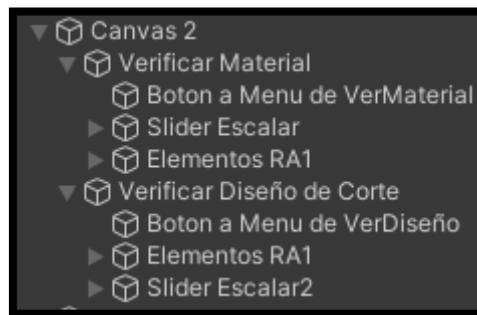 Canvas 2
Verificar Material
Boton a Menu de VerMaterial
Slider Escalar
Elementos RA1
Verificar Diseño de Corte
Boton a Menu de VerDiseño
Elementos RA1
Slider Escalar2